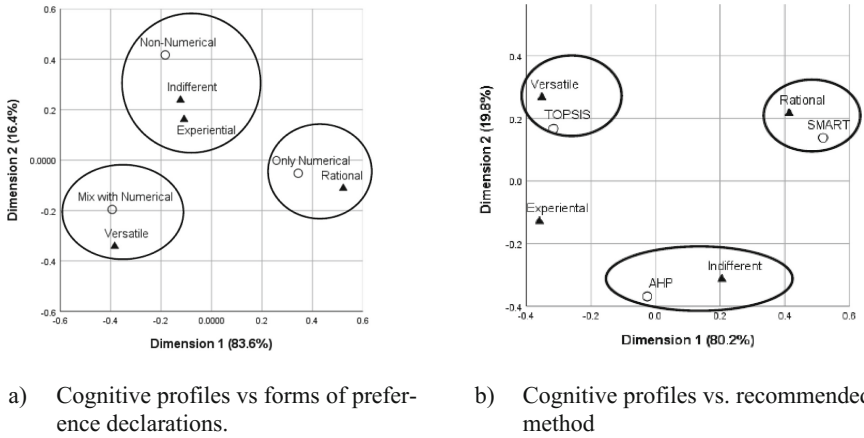 0.6
0.4
0.2
0.0000
-0.2
-0.4
-0.6
Dimension 2 (16.4%)
Non-Numerical
Indifferent
Experiential
Only Numerical
Rational
Mix with Numerical
Versatile
-0.6
-0.4
-0.2
0.0000
0.2
0.4
0.6
Dimension 1 (83.6%)
a) Cognitive profiles vs forms of prefer-
ence declarations.
0.4
0.2
0.0
-0.2
-0.4
Dimension 2 (19.8%)
Versatile
TOPSIS
Rational
SMART
Experiental
Indifferent
AHP
-0.4
-0.2
0.0
0.2
0.4
0.6
Dimension 1 (80.2%)
b) Cognitive profiles vs. recommended
method